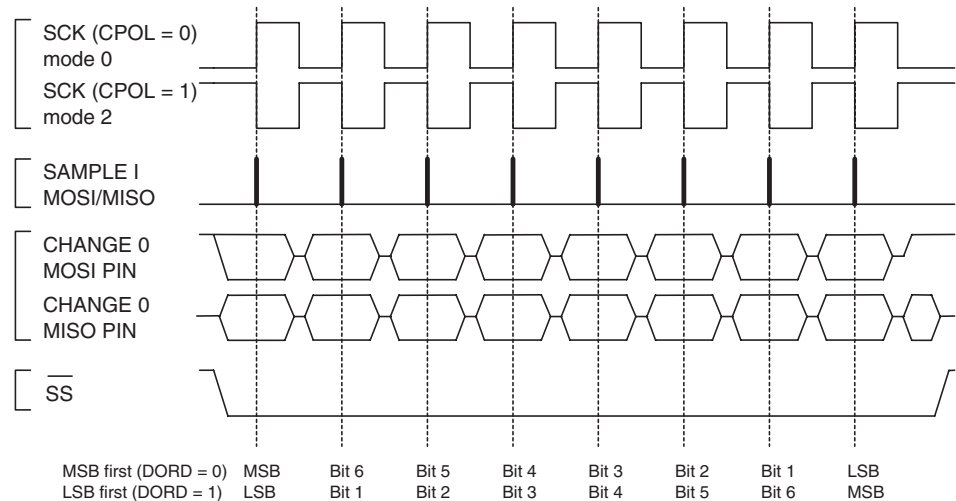 SCK (CPOL = 0)
mode 0
SCK (CPOL = 1)
mode 2
SAMPLE I
MOSI/MISO
CHANGE 0
MOSI PIN
CHANGE 0
MISO PIN
SS
MSB first (DORD = 0) MSB Bit 6 Bit 5 Bit 4 Bit 3 Bit 2 Bit 1 LSB
LSB first (DORD = 1) LSB Bit 1 Bit 2 Bit 3 Bit 4 Bit 5 Bit 6 MSB